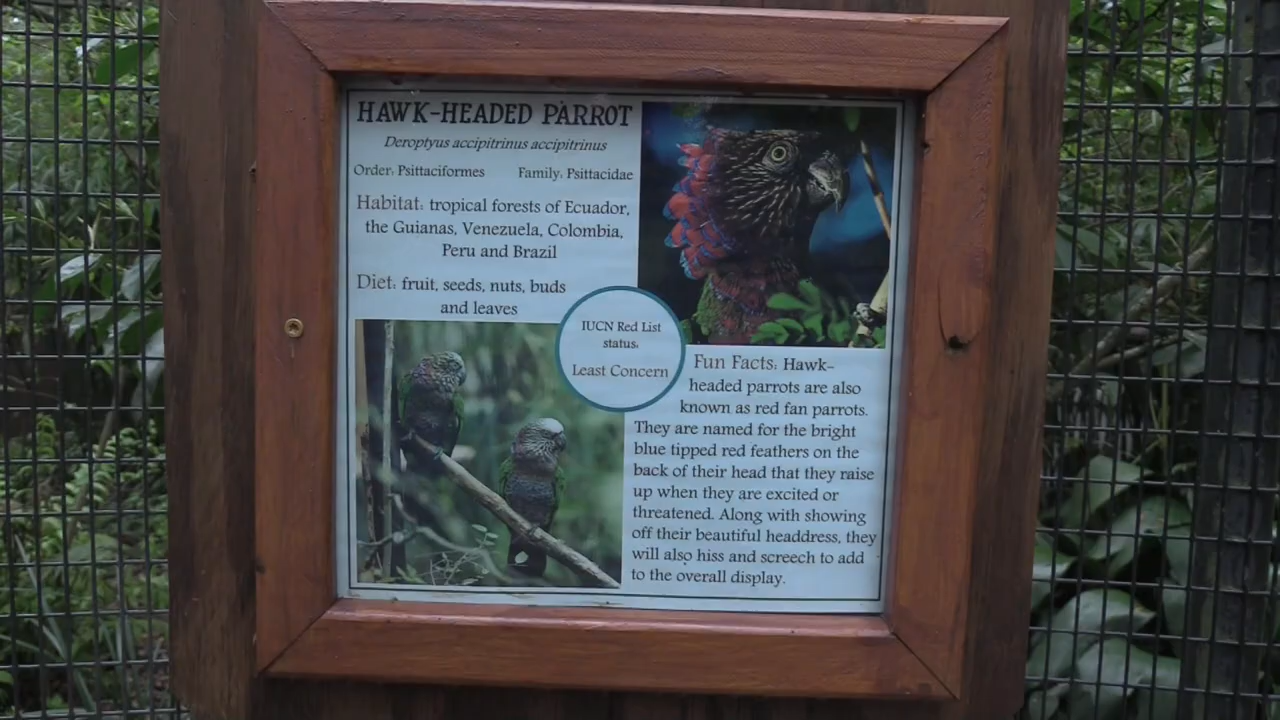 HAWK-HEADED PARROT
Deroptyus accipitrinus accipitrinus
Order: Psittaciformes Family: Psittacidae
Habitat: tropical forests of Ecuador,
the Guianas, Venezuela, Colombia,
Peru and Brazil
Diet: fruit, seeds, nuts, buds
and leaves
IUCN Red List
status:
Least Concern
Fun Facts: Hawk-
headed parrots are also
known as red fan parrots.
They are named for the bright
blue tipped red feathers on the
back of their head that they raise
up when they are excited or
threatened. Along with showing
off their beautiful headdress, they
will also hiss and screech to add
to the overall display.